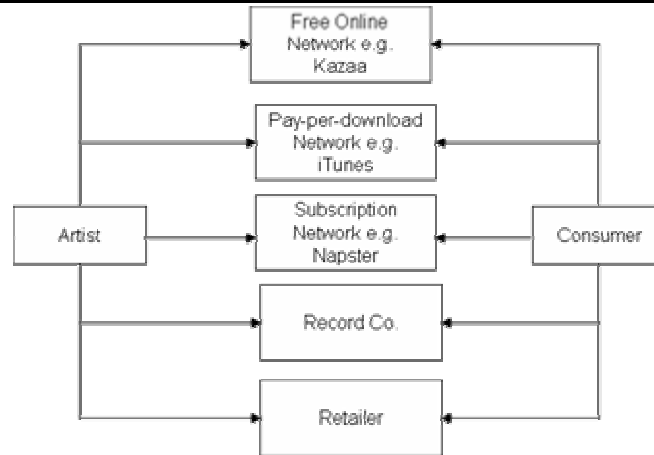 Free Online
Network e.g.
Kazaa
Pay-per-download
Network e.g.
iTunes
Artist
Subscription
Network e.g.
Napster
Consumer
Record Co.
Retailer